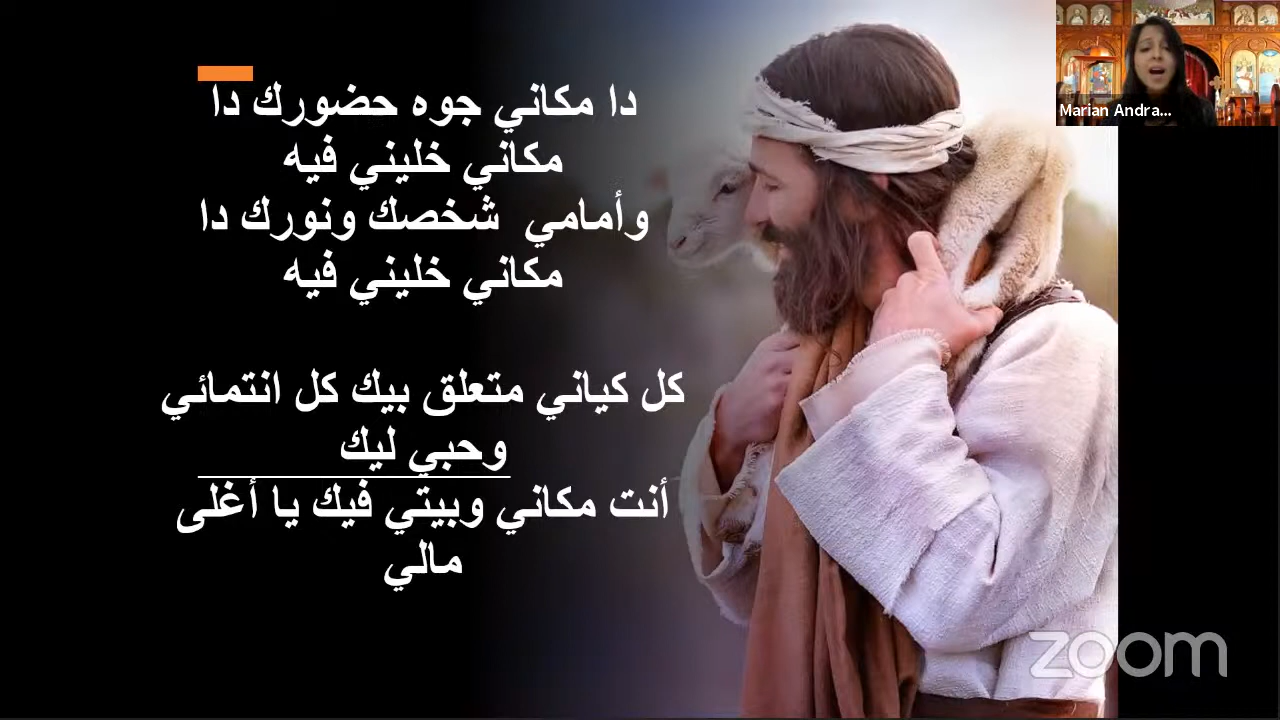 دا مكاني جوه حضورك دا
مكاني خليني فيه
وأمامي شخصك ونورك دا
مكاني خليني فيه
كل كياني متعلق بيك كل انتمائي
وحبي ليك
أنت مكاني وبيتي فيك يا أغلى
مالي
Marian Andra...
zoom